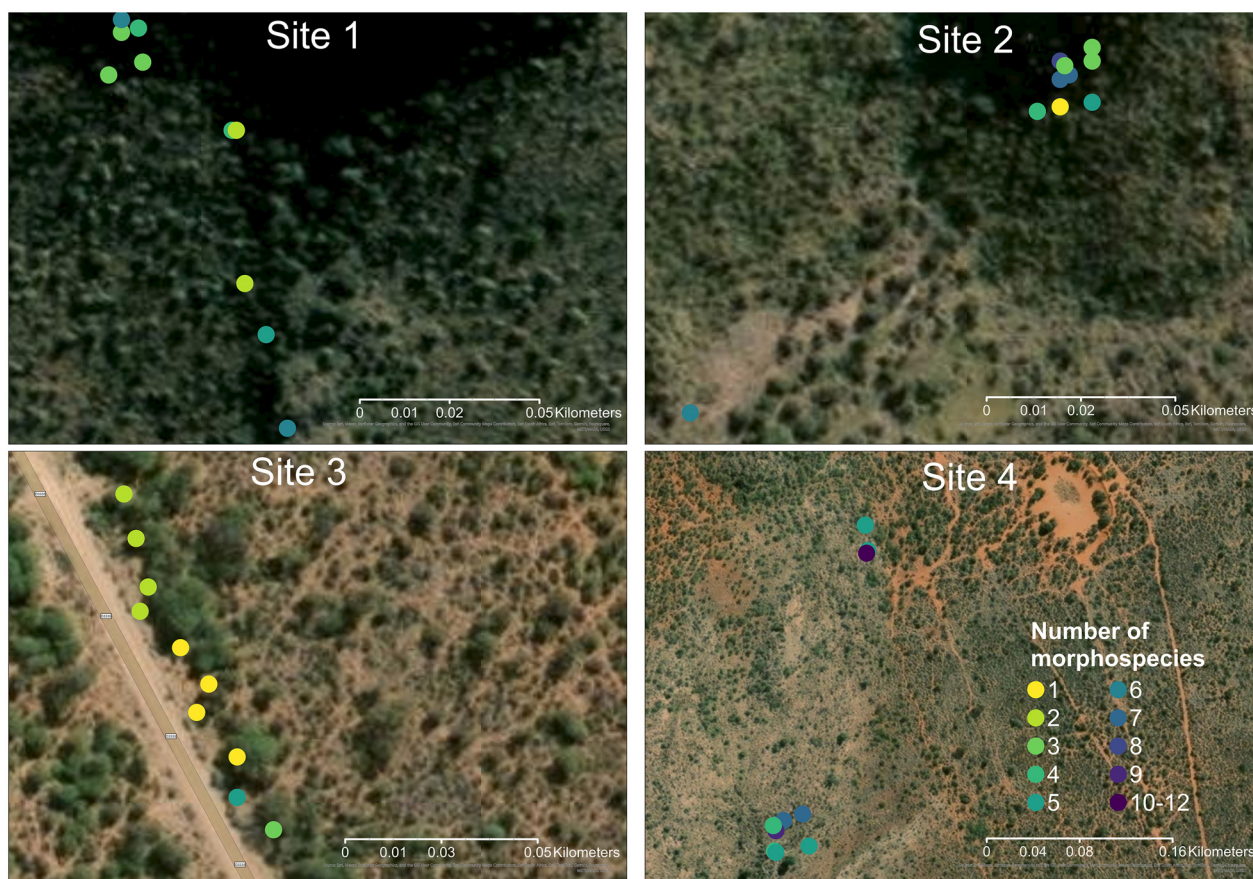 Site 1
0 0.01 0.02 0.05 Kilometers
Site 2
0 0.01 0.02 0.05 Kilometers
Site 3
0 0.01 0.03 0.05 Kilometers
Site 4
Number of
morphospecies
1 6
2 7
3 8
4 9
5 10-12
0 0.04 0.08 0.16 Kilometers